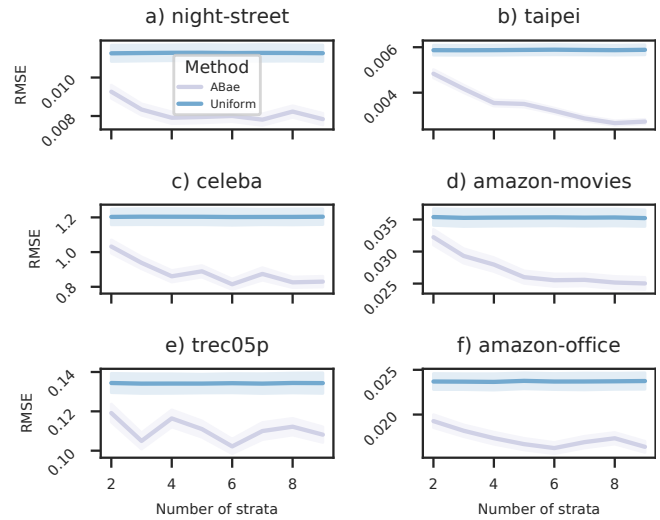 a) night-street
b) taipei
RMSE
0.010
0.008
Method
ABae
Uniform
0.006
0.004
c) celeba
d) amazon-movies
RMSE
1.2
1.0
0.8
0.035
0.030
0.025
e) trec05p
f) amazon-office
RMSE
0.14
0.12
0.10
0.025
0.020
2 4 6 8
2 4 6 8
Number of strata
Number of strata